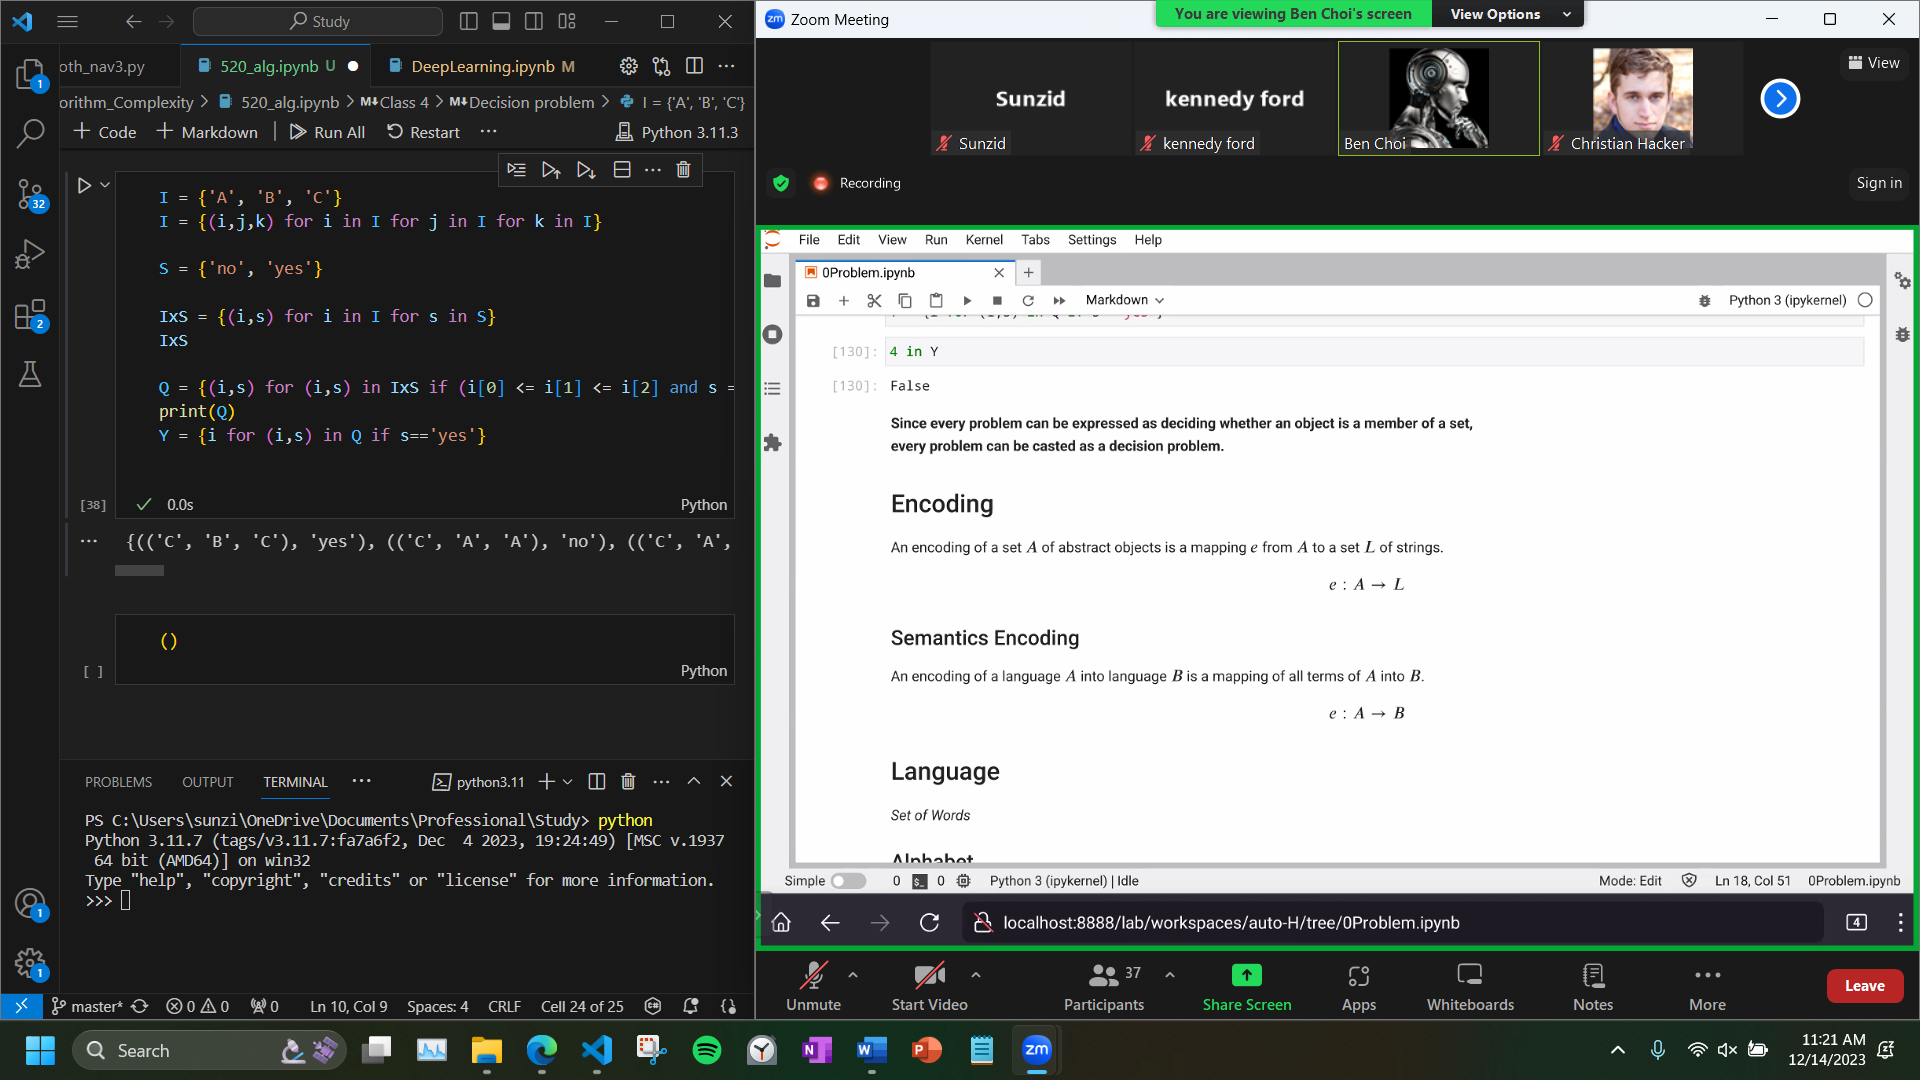 Study
oth_nav3.py
520_alg.ipynb U
DeepLearning.ipynb M
orithm_Complexity > 520_alg.ipynb > M↓Class 4 > M↓Decision problem > I = {'A', 'B', 'C'}
+ Code + Markdown | Run All Restart ... Python 3.11.3
I = {'A', 'B', 'C'}
I = {(i,j,k) for i in I for j in I for k in I}
S = {'no', 'yes'}
IxS = {(i,s) for i in I for s in S}
IxS
Q = {(i,s) for (i,s) in IxS if (i[0] <= i[1] <= i[2] and s =
print(Q)
Y = {i for (i,s) in Q if s=='yes'}
[38] 0.0s Python
... {(('C', 'B', 'C'), 'yes'), (('C', 'A', 'A'), 'no'), (('C', 'A',
()
[ ] Python
PROBLEMS OUTPUT TERMINAL ... python3.11
PS C:\Users\sunzi\OneDrive\Documents\Professional\Study> python
Python 3.11.7 (tags/v3.11.7:fa7a6f2, Dec  4 2023, 19:24:49) [MSC v.1937
 64 bit (AMD64)] on win32
Type "help", "copyright", "credits" or "license" for more information.
>>>
1
32
2
1
1
master* 0 0 0 Ln 10, Col 9 Spaces: 4 CRLF Cell 24 of 25
zm Zoom Meeting
You are viewing Ben Choi's screen View Options
Sunzid
Sunzid
kennedy ford
kennedy ford
Ben Choi
Christian Hacker
View
Recording
Sign in
File Edit View Run Kernel Tabs Settings Help
0Problem.ipynb
Markdown Python 3 (ipykernel)
[130]: 4 in Y
[130]: False
Since every problem can be expressed as deciding whether an object is a member of a set,
every problem can be casted as a decision problem.
Encoding
An encoding of a set A of abstract objects is a mapping e from A to a set L of strings.
e : A → L
Semantics Encoding
An encoding of a language A into language B is a mapping of all terms of A into B.
e : A → B
Language
Set of Words
Alphabet
Simple 0 0 Python 3 (ipykernel) | Idle Mode: Edit Ln 18, Col 51 0Problem.ipynb
localhost:8888/lab/workspaces/auto-H/tree/0Problem.ipynb 4
Unmute Start Video Participants 37 Share Screen Apps Whiteboards Notes More Leave
Search
zm
11:21 AM
12/14/2023